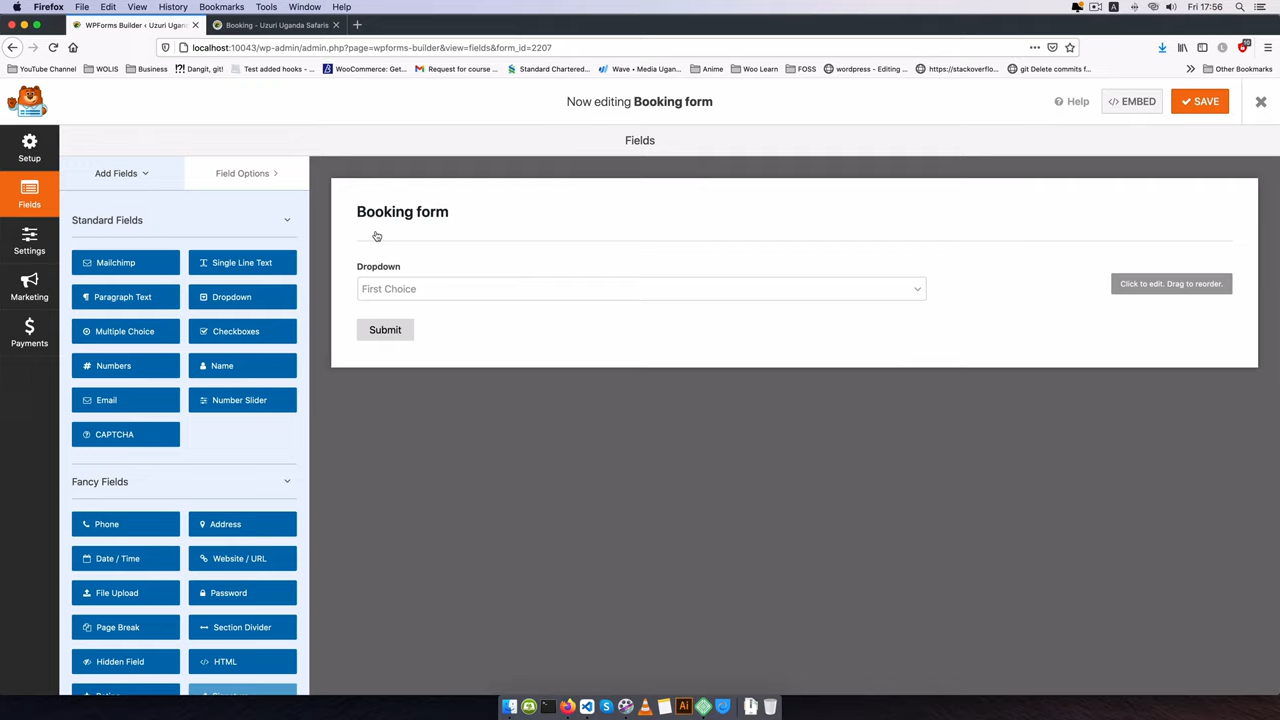 Firefox File Edit View History Bookmarks Tools Window Help Fri 17:56
WPForms Builder ‹ Uzuri Ugand Booking - Uzuri Uganda Safaris
localhost:10043/wp-admin/admin.php?page=wpforms-builder&view=fields&form_id=2207
YouTube Channel WOLIS Business !?¡ Dangit, git! Test added hooks - ... WooCommerce: Get... Request for course ... Standard Chartered... Wave • Media Ugan... Anime Woo Learn FOSS wordpress - Editing ... https://stackoverflo... git Delete commits f... Other Bookmarks
Now editing Booking form
Help
</> EMBED
SAVE
Fields
Setup
Fields
Settings
Marketing
Payments
Add Fields
Field Options
Standard Fields
Mailchimp
Single Line Text
Paragraph Text
Dropdown
Multiple Choice
Checkboxes
Numbers
Name
Email
Number Slider
CAPTCHA
Fancy Fields
Phone
Address
Date / Time
Website / URL
File Upload
Password
Page Break
Section Divider
Hidden Field
HTML
Booking form
Dropdown
First Choice
Click to edit. Drag to reorder.
Submit